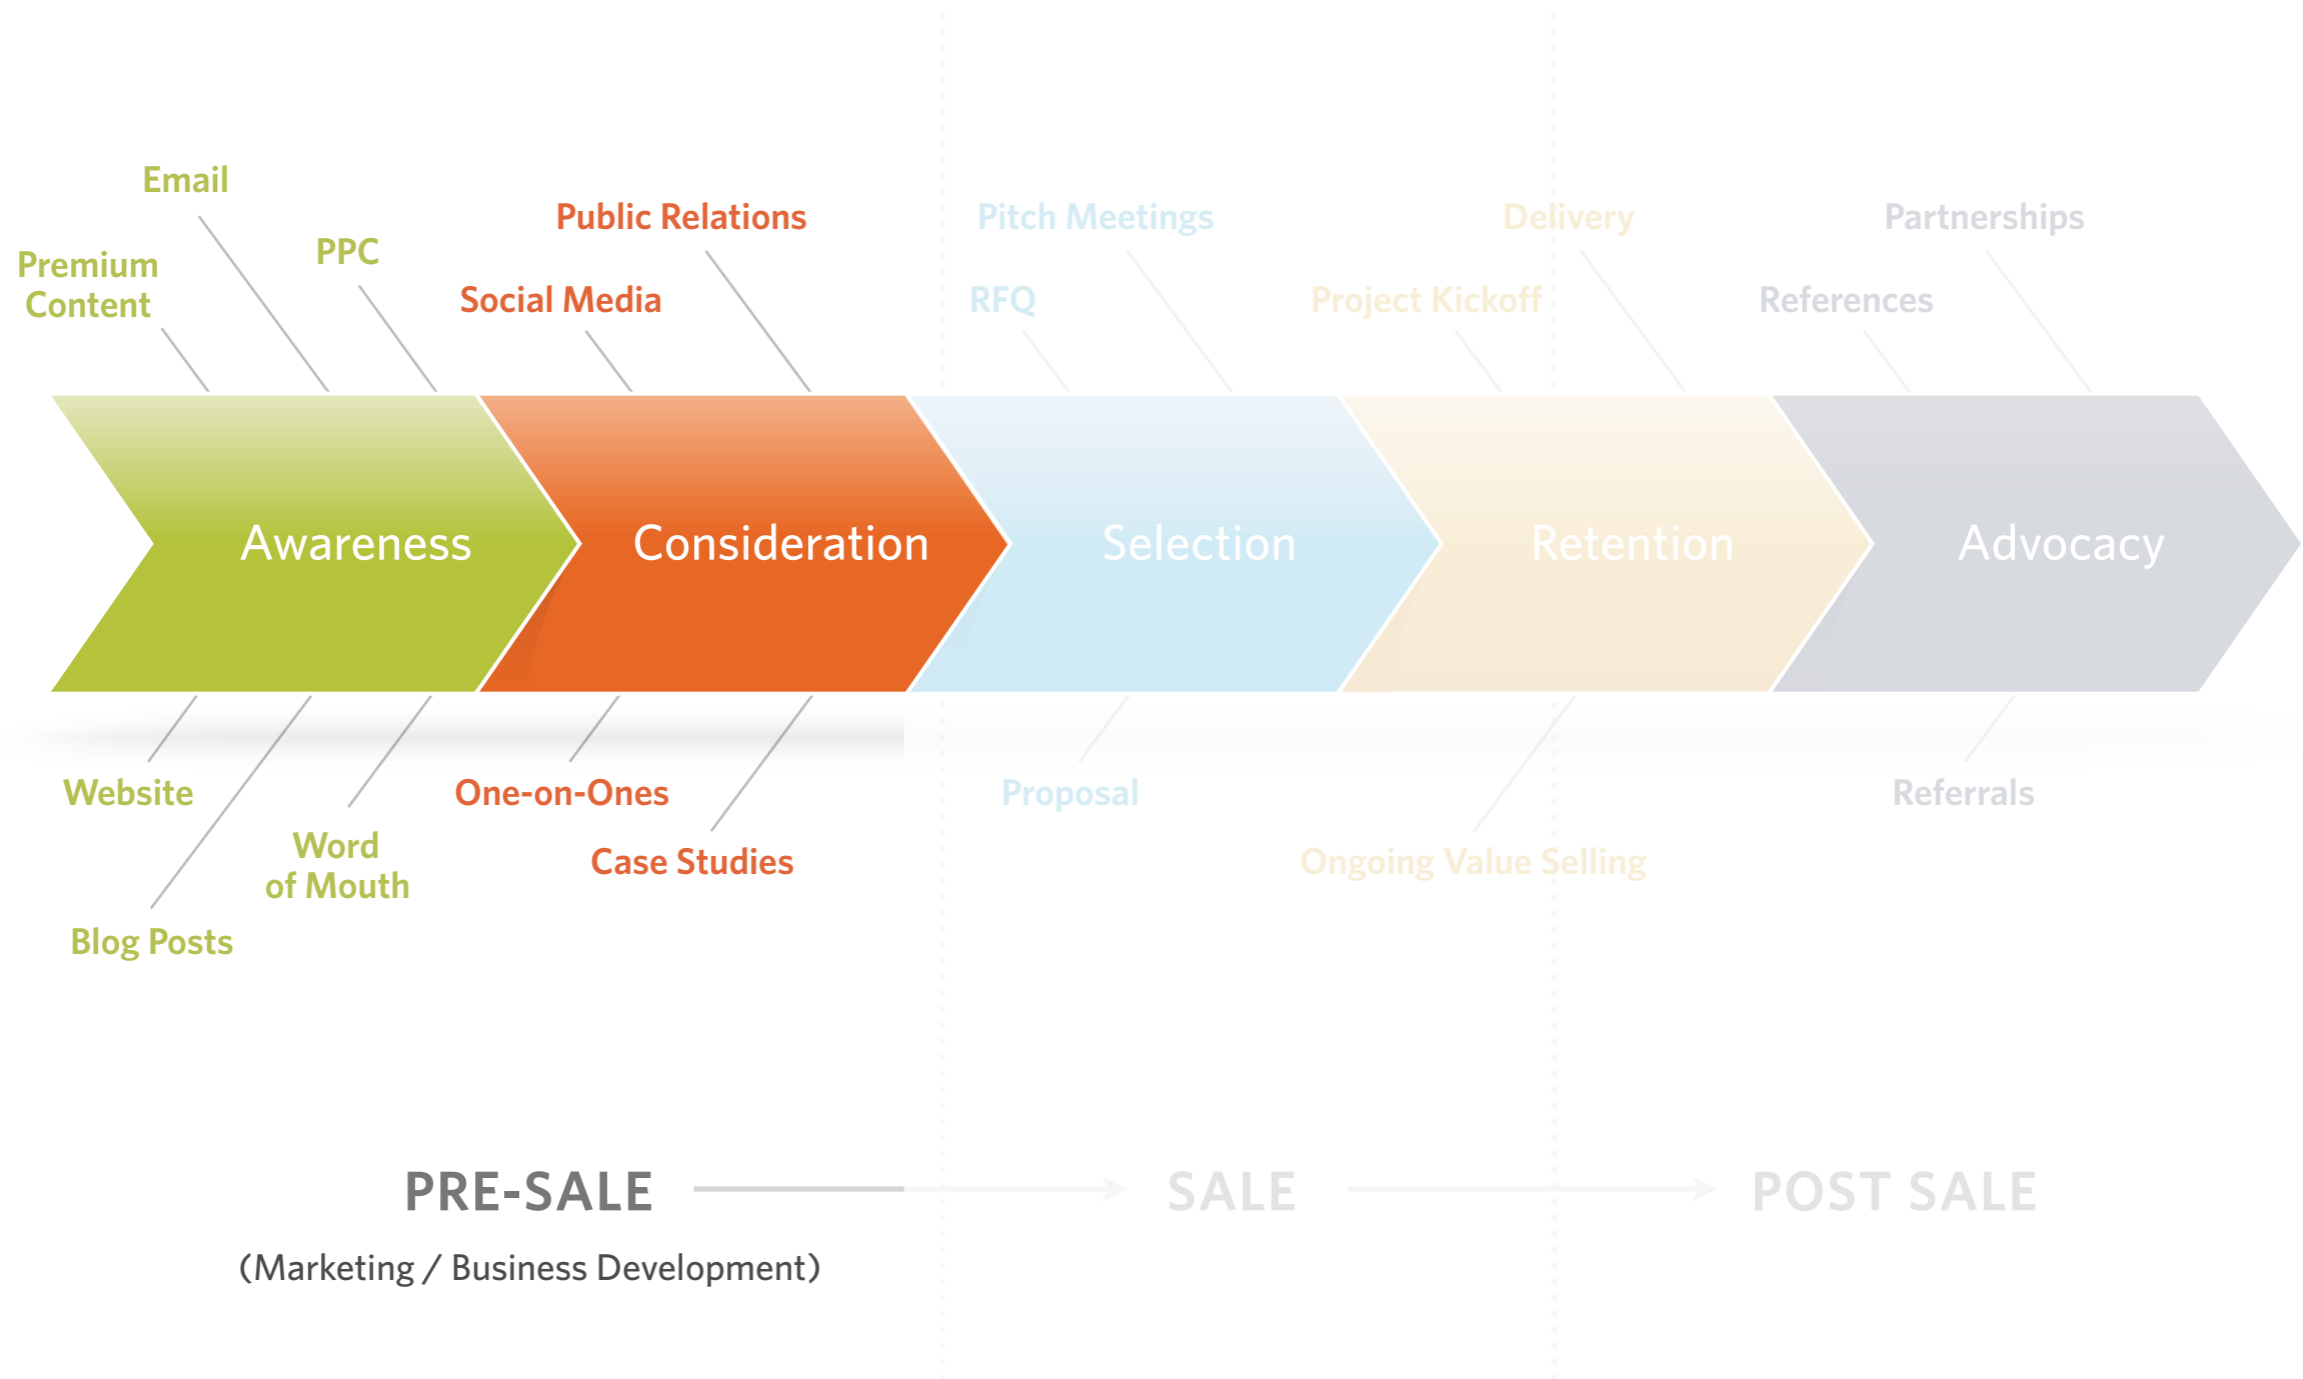 Email
Public Relations
Pitch Meetings
Delivery
Partnerships
PPC
Premium
Content
Social Media
RFQ
Project Kickoff
References
Awareness
Consideration
Selection
Retention
Advocacy
Website
One-on-Ones
Proposal
Referrals
Word
of Mouth
Case Studies
Ongoing Value Selling
Blog Posts
PRE-SALE
SALE
POST SALE
(Marketing / Business Development)